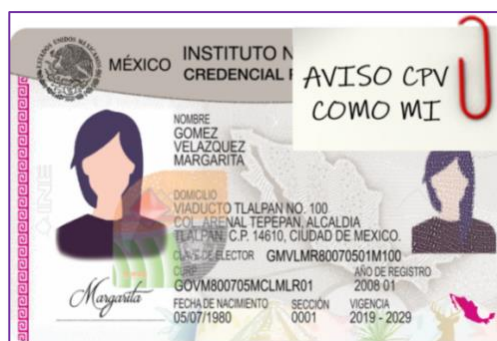 MÉXICO
INSTITUTO N
CREDENCIAL
AVISO CPV
COMO MI
NOMBRE
GOMEZ
VELAZQUEZ
MARGARITA
DOMICILIO
VIADUCTO TLALPAN NO. 100
COL. ARENAL TEPEPAN, ALCALDIA
TLALPAN, C.P. 14610, CIUDAD DE MEXICO.
CLAVE DE ELECTOR GMVLMR80070501M100
CURP
GOVM800705MCLMLR01
AÑO DE REGISTRO
2008 01
FECHA DE NACIMIENTO
05/07/1980
SECCIÓN
0001
VIGENCIA
2019 - 2029
Margarita
INE